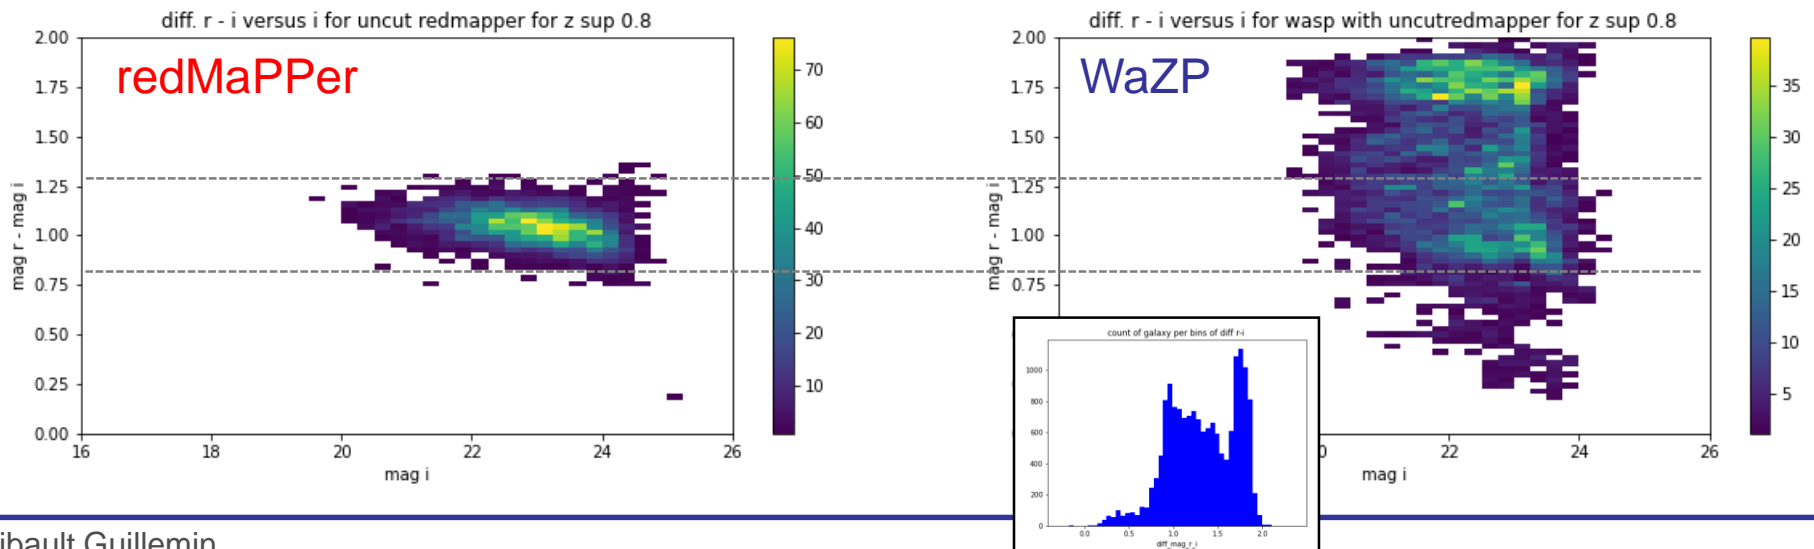 diff. r - i versus i for uncut redmapper for z sup 0.8
redMaPPer
2.00
1.75
1.50
1.25
1.00
0.75
0.50
0.25
0.00
mag r - mag i
16 18 20 22 24 26
mag i
70
60
50
40
30
20
10
diff. r - i versus i for wasp with uncutredmapper for z sup 0.8
WaZP
2.00
1.75
1.50
1.25
1.00
0.75
mag r - mag i
22 24 26
mag i
35
30
25
20
15
10
5
count of galaxy per bins of diff r-i
1000
800
600
400
200
0
0.0 0.5 1.0 1.5 2.0
diff_mag_r_i
ibault Guillemin